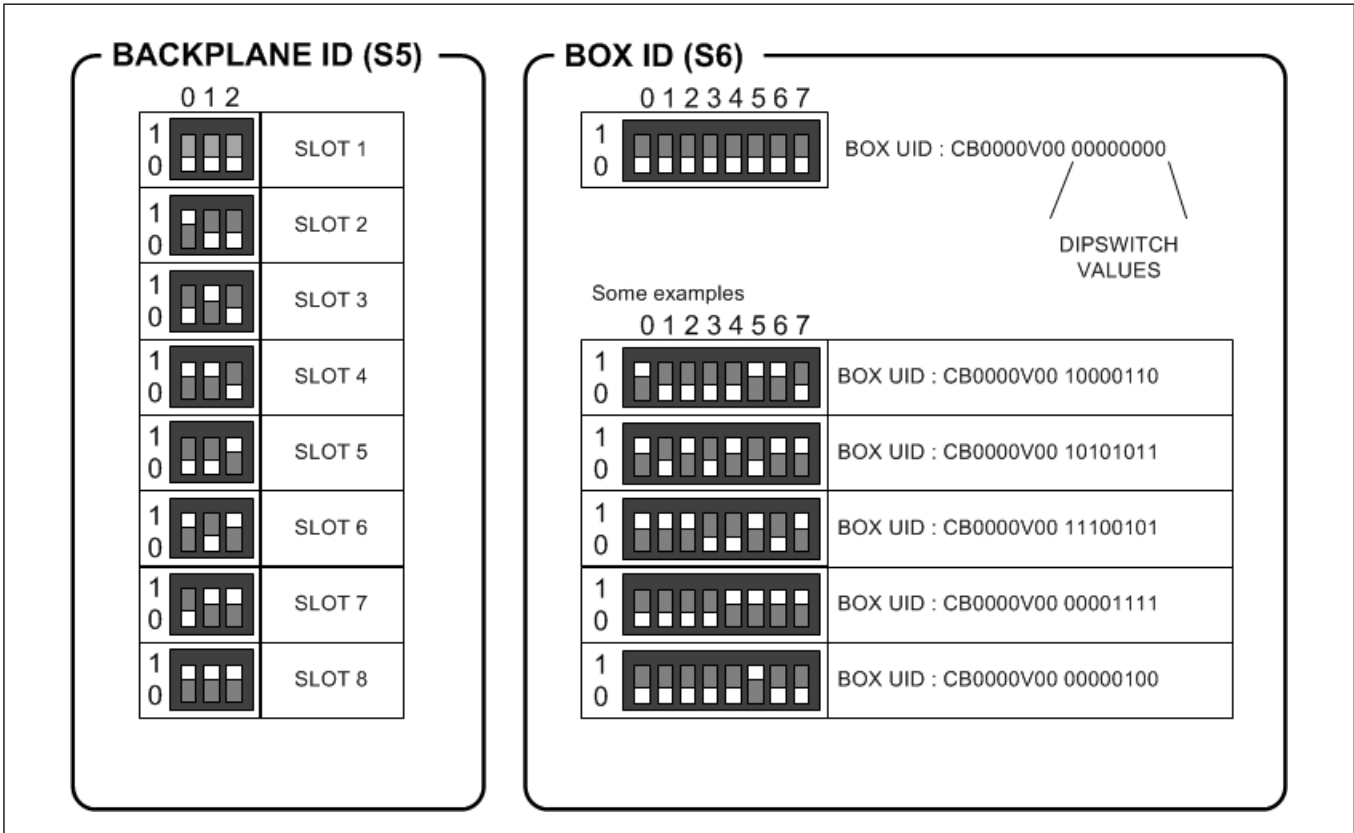 BACKPLANE ID (S5)
0 1 2
1
0
SLOT 1
1
0
SLOT 2
1
0
SLOT 3
1
0
SLOT 4
1
0
SLOT 5
1
0
SLOT 6
1
0
SLOT 7
1
0
SLOT 8
BOX ID (S6)
0 1 2 3 4 5 6 7
1
0
BOX UID : CB0000V00 00000000
DIPSWITCH
VALUES
Some examples
0 1 2 3 4 5 6 7
1
0
BOX UID : CB0000V00 10000110
1
0
BOX UID : CB0000V00 10101011
1
0
BOX UID : CB0000V00 11100101
1
0
BOX UID : CB0000V00 00001111
1
0
BOX UID : CB0000V00 00000100